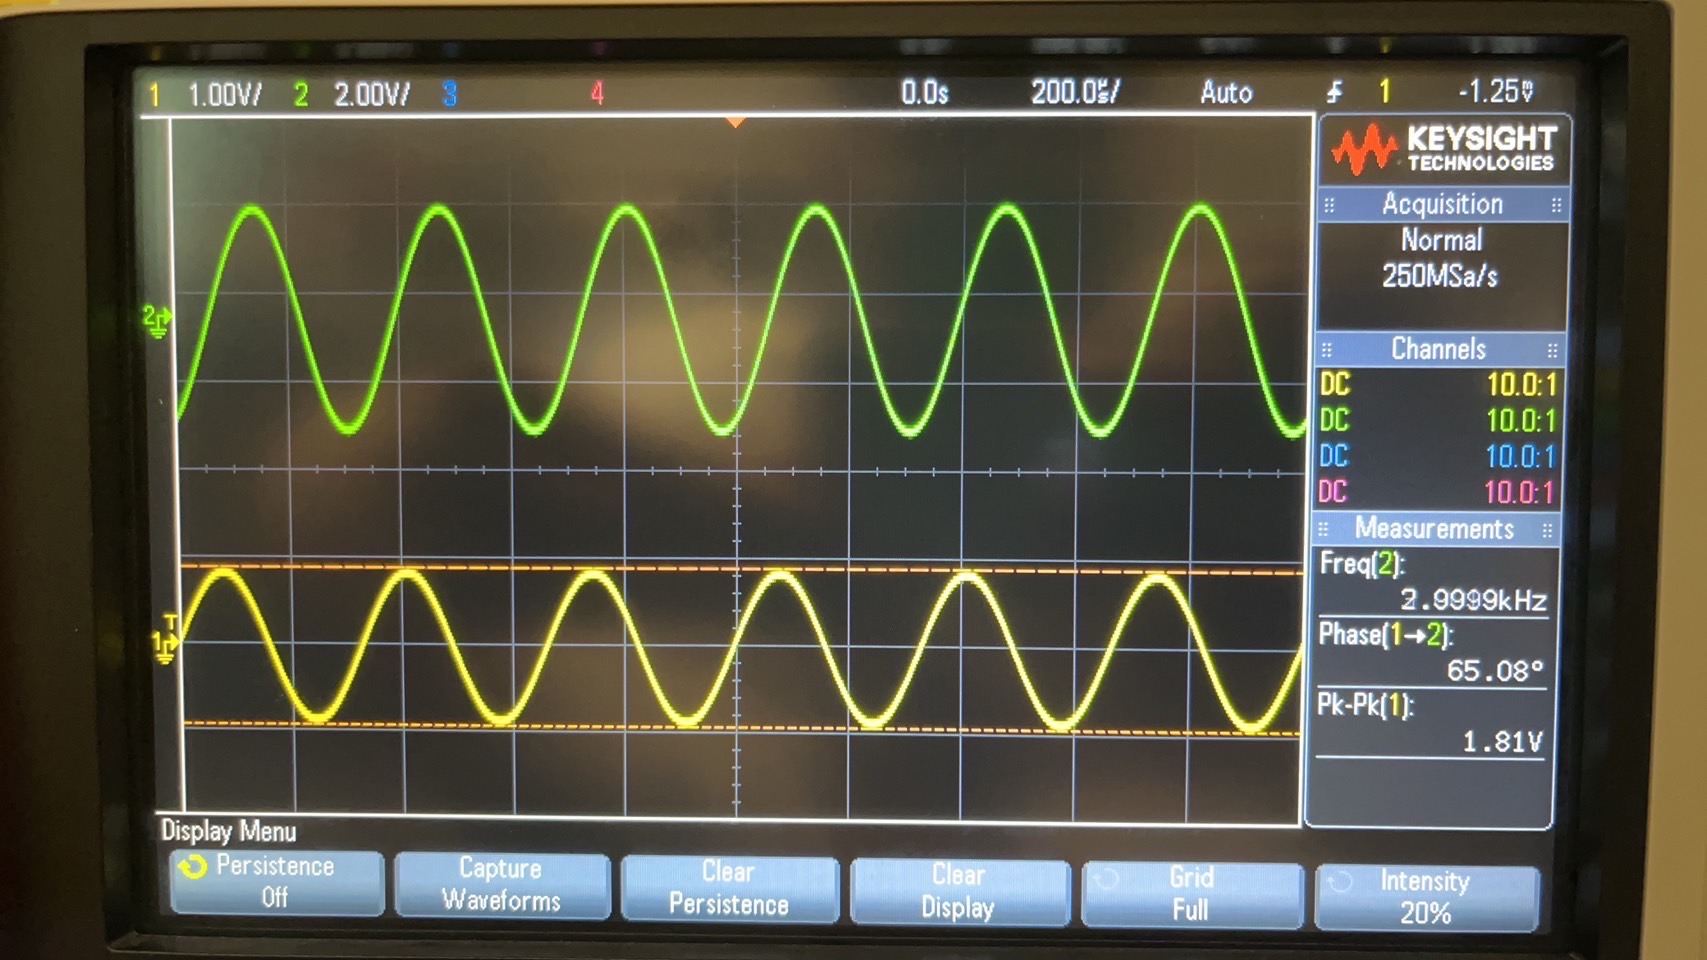 1 1.00V/ 2 2.00V/ 3 4 0.0s 200.0µs/ Auto 1 -1.25mV
KEYSIGHT
TECHNOLOGIES
Acquisition
Normal
250MSa/s
Channels
DC 10.0:1
DC 10.0:1
DC 10.0:1
DC 10.0:1
Measurements
Freq(2):
2.9999kHz
Phase(1→2):
65.08°
Pk-Pk(1):
1.81V
2
T
1
Display Menu
Persistence
Off
Capture
Waveforms
Clear
Persistence
Clear
Display
Grid
Full
Intensity
20%